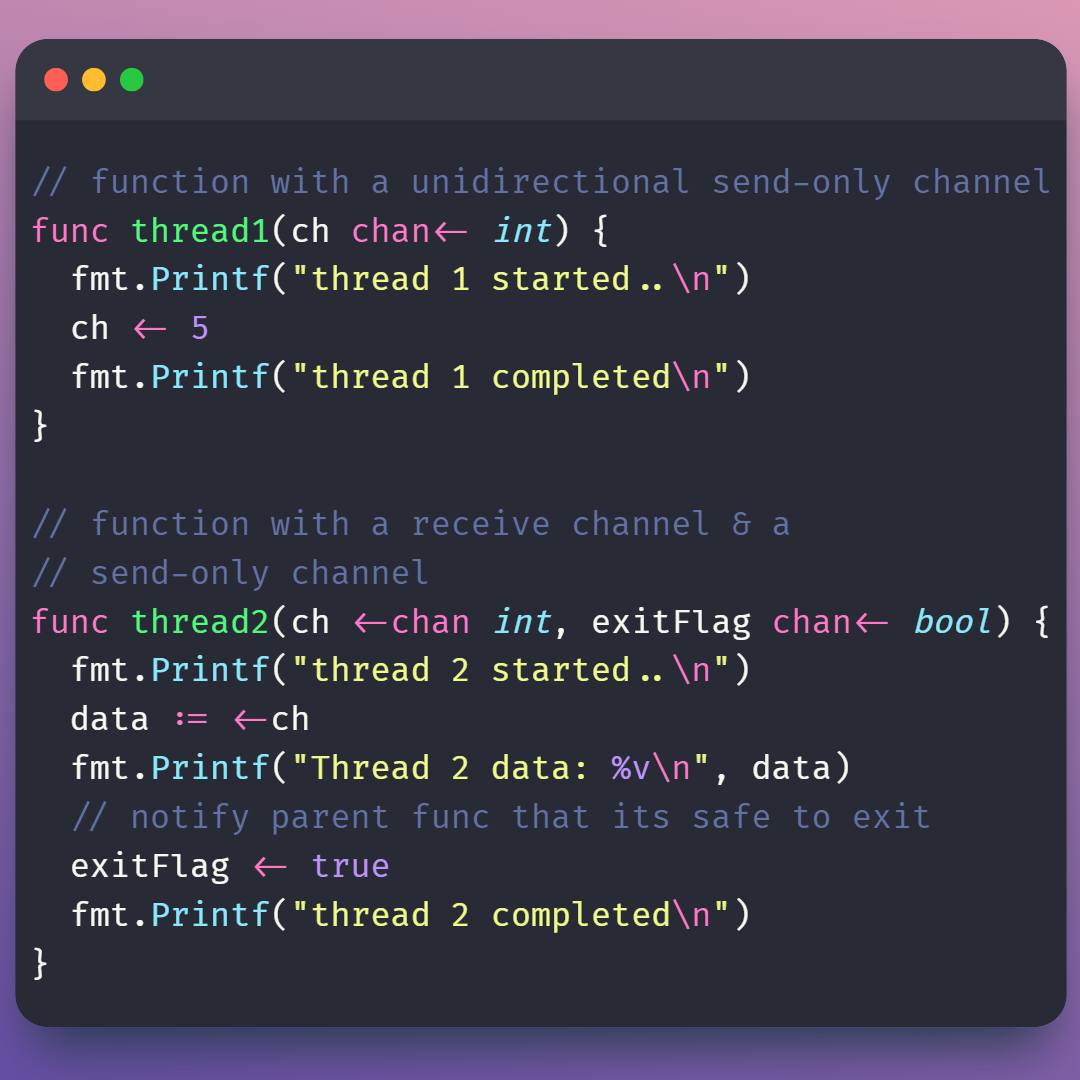 // function with a unidirectional send-only channel
func thread1(ch chan<- int) {
  fmt.Printf("thread 1 started..\n")
  ch <- 5
  fmt.Printf("thread 1 completed\n")
}

// function with a receive channel & a
// send-only channel
func thread2(ch <-chan int, exitFlag chan<- bool) {
  fmt.Printf("thread 2 started..\n")
  data := <-ch
  fmt.Printf("Thread 2 data: %v\n", data)
  // notify parent func that its safe to exit
  exitFlag <- true
  fmt.Printf("thread 2 completed\n")
}